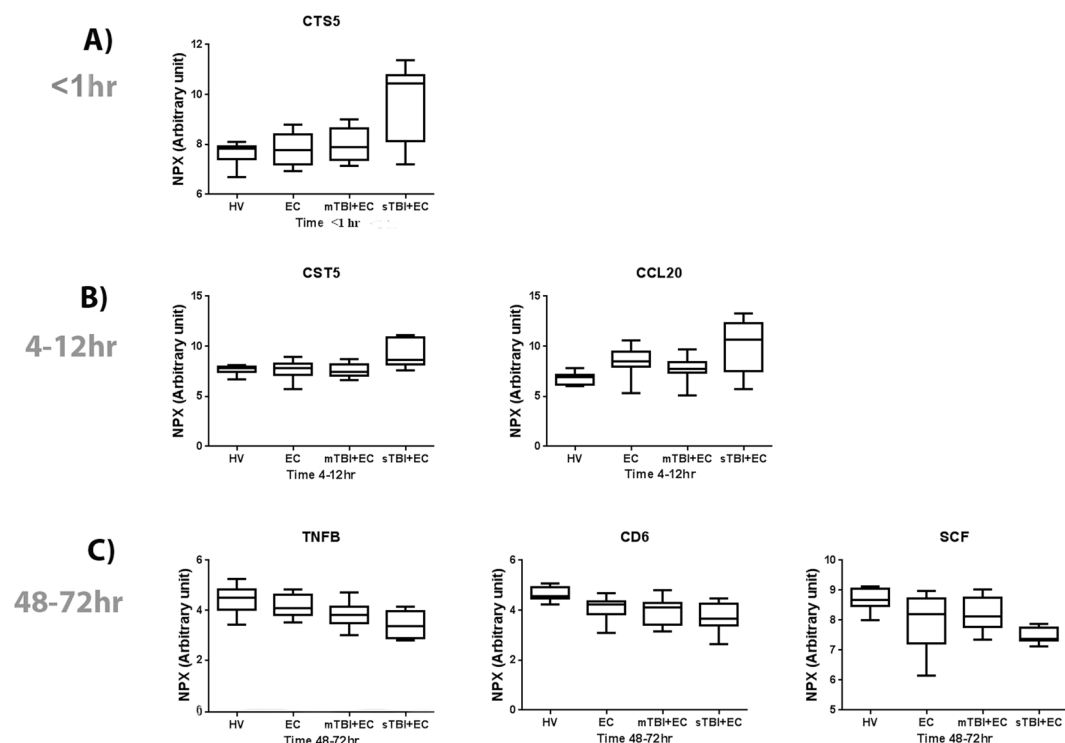 A)
<1hr
CTS5
NPX (Arbitrary unit)
12
10
8
6
HV EC mTBI+EC sTBI+EC
Time <1 hr
B)
4-12hr
CST5
NPX (Arbitrary unit)
15
10
5
0
HV EC mTBI+EC sTBI+EC
Time 4-12hr
CCL20
NPX (Arbitrary unit)
15
10
5
0
HV EC mTBI+EC sTBI+EC
Time 4-12hr
C)
48-72hr
TNFB
NPX (Arbitrary unit)
6
4
2
0
HV EC mTBI+EC sTBI+EC
Time 48-72hr
CD6
NPX (Arbitrary unit)
6
4
2
0
HV EC mTBI+EC sTBI+EC
Time 48-72hr
SCF
NPX (Arbitrary unit)
10
9
8
7
6
5
HV EC mTBI+EC sTBI+EC
Time 48-72hr